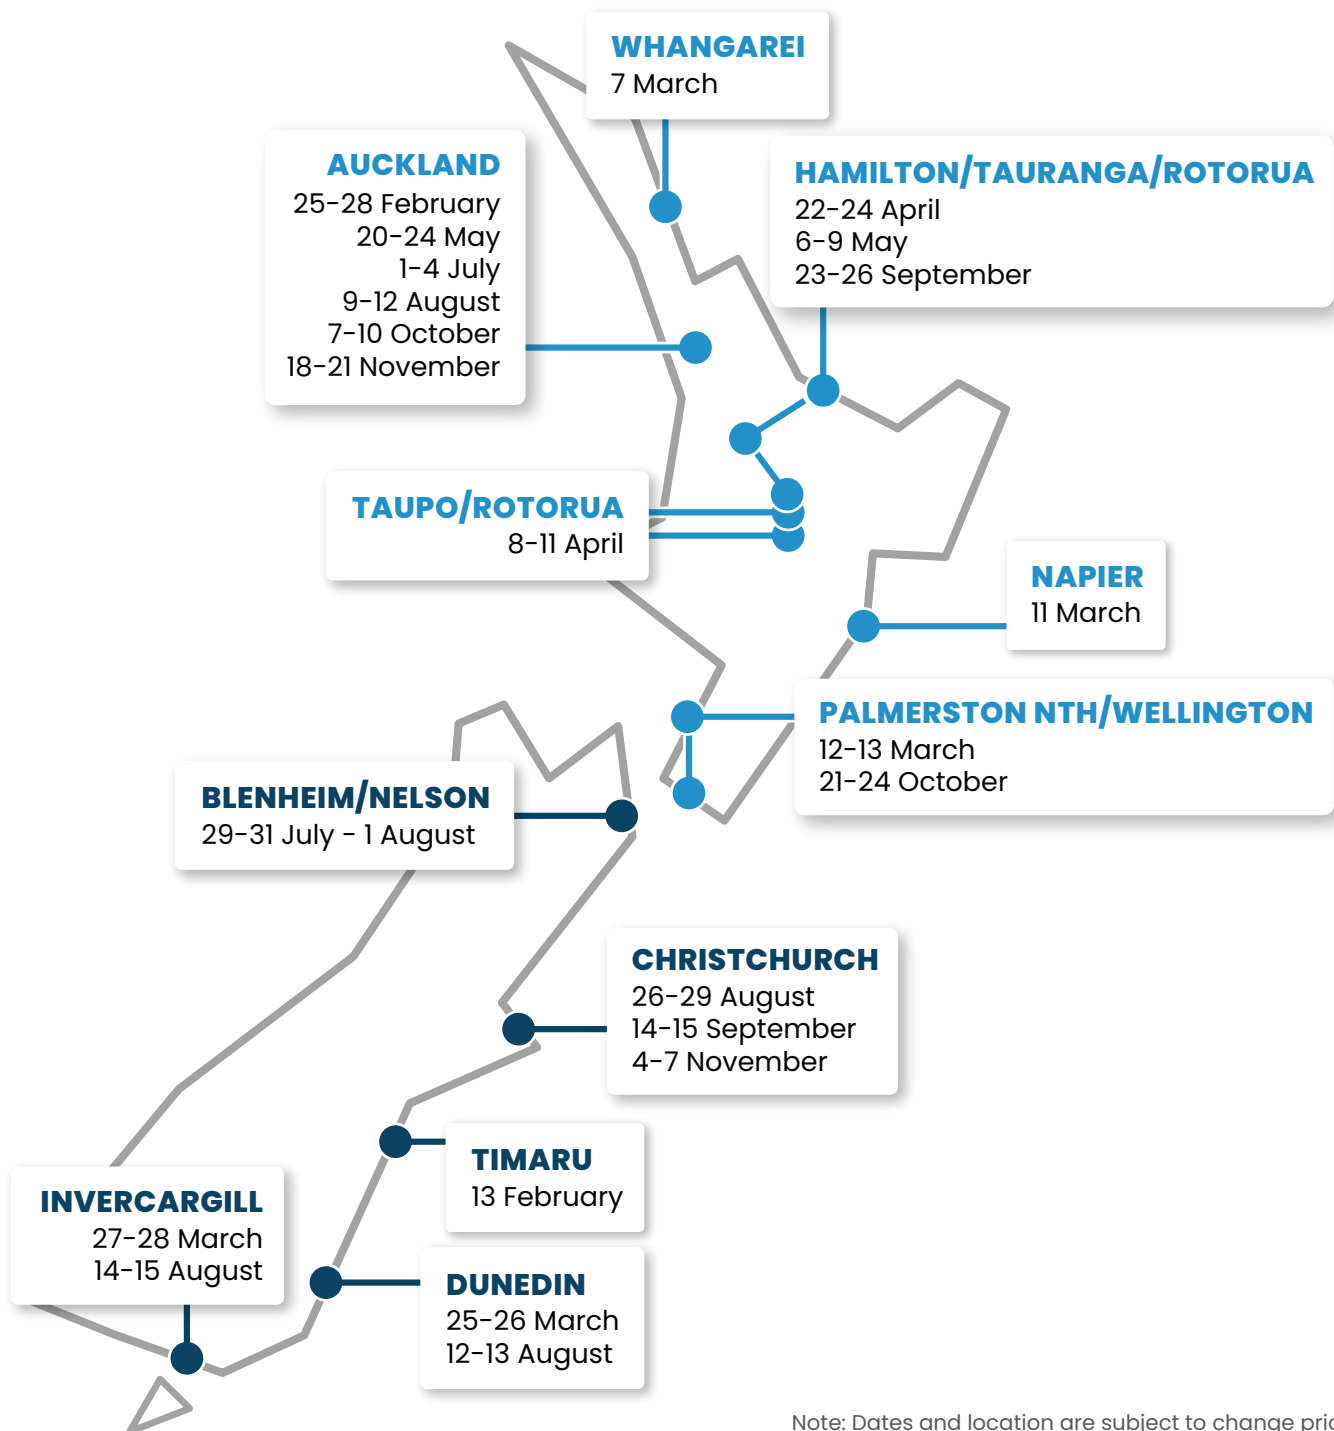 WHANGAREI
7 March
AUCKLAND
25-28 February
20-24 May
1-4 July
9-12 August
7-10 October
18-21 November
HAMILTON/TAURANGA/ROTORUA
22-24 April
6-9 May
23-26 September
TAUPO/ROTORUA
8-11 April
NAPIER
11 March
PALMERSTON NTH/WELLINGTON
12-13 March
21-24 October
BLENHEIM/NELSON
29-31 July - 1 August
CHRISTCHURCH
26-29 August
14-15 September
4-7 November
TIMARU
13 February
INVERCARGILL
27-28 March
14-15 August
DUNEDIN
25-26 March
12-13 August
Note: Dates and location are subject to change